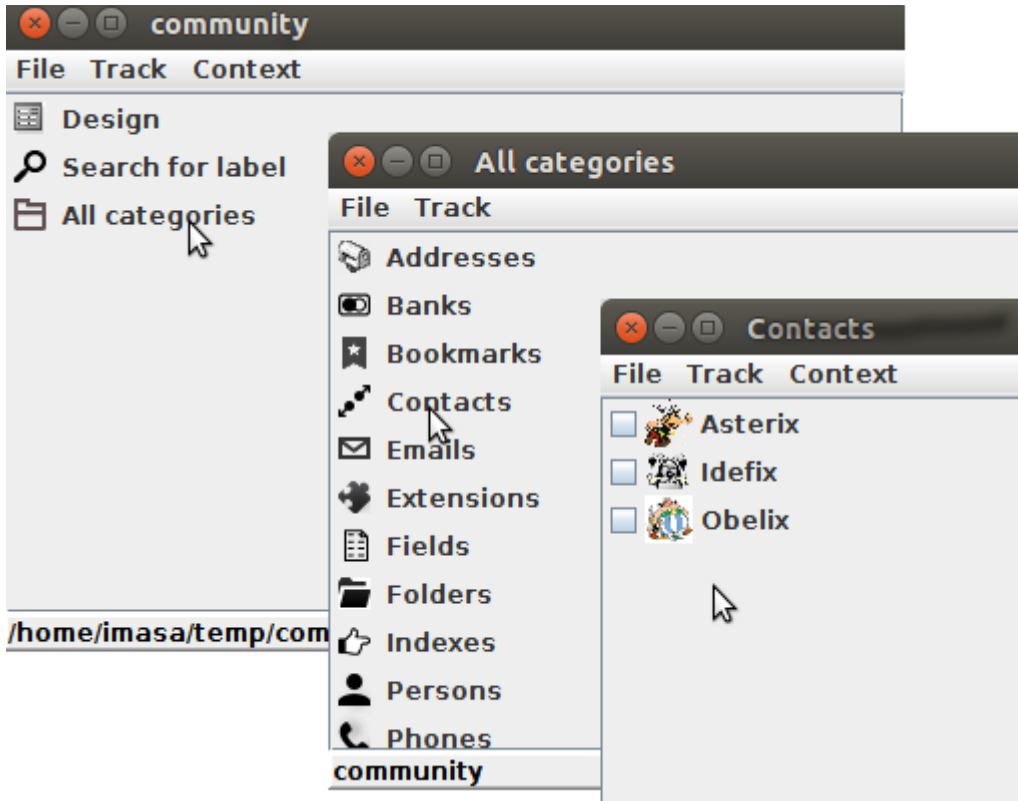 community
File Track Context
Design
Search for label
All categories
/home/imasa/temp/com
All categories
File Track
Addresses
Banks
Bookmarks
Contacts
Emails
Extensions
Fields
Folders
Indexes
Persons
Phones
community
Contacts
File Track Context
Asterix
Idefix
Obelix